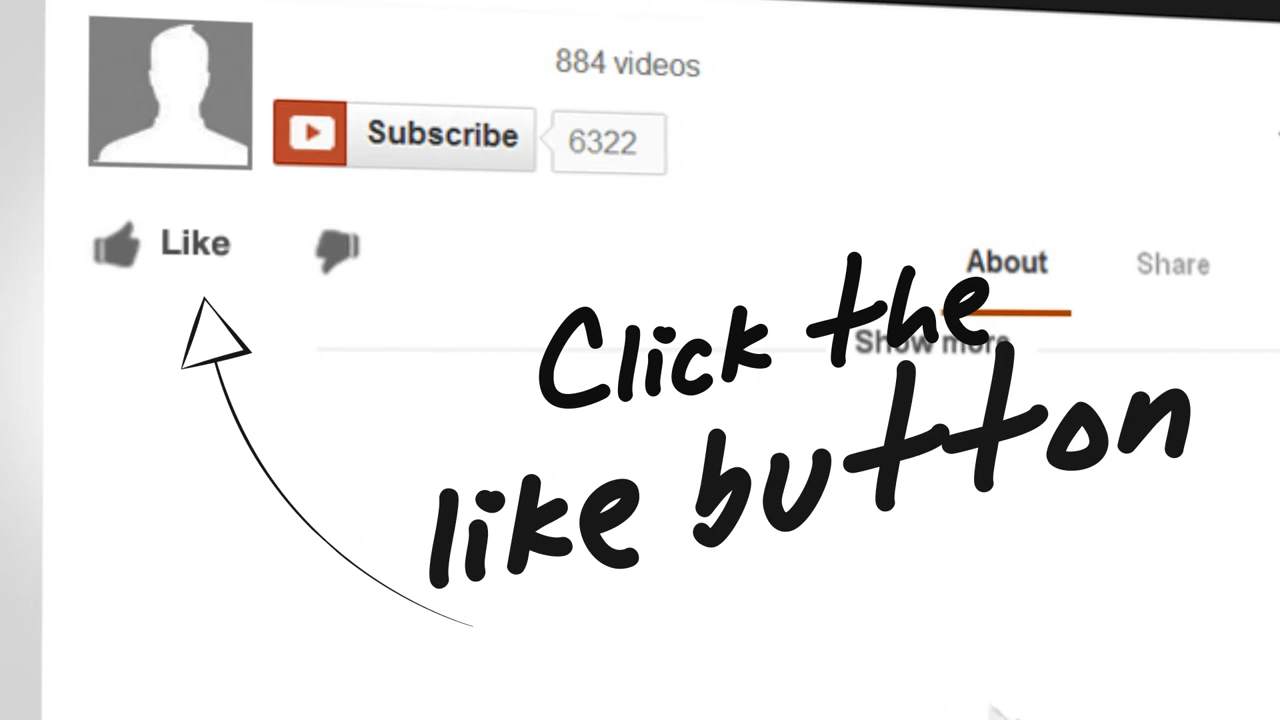 884 videos
Subscribe 6322
Like
About Share
Show more
Click the
like button